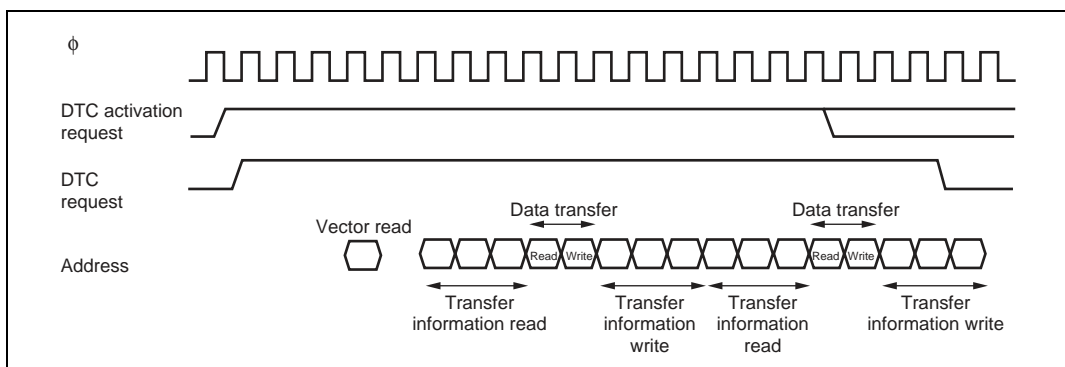 ϕ
DTC activation
request
DTC
request
Data transfer
Data transfer
Vector read
Address
Read
Write
Read
Write
Transfer
information read
Transfer
information
write
Transfer
information
read
Transfer
information write